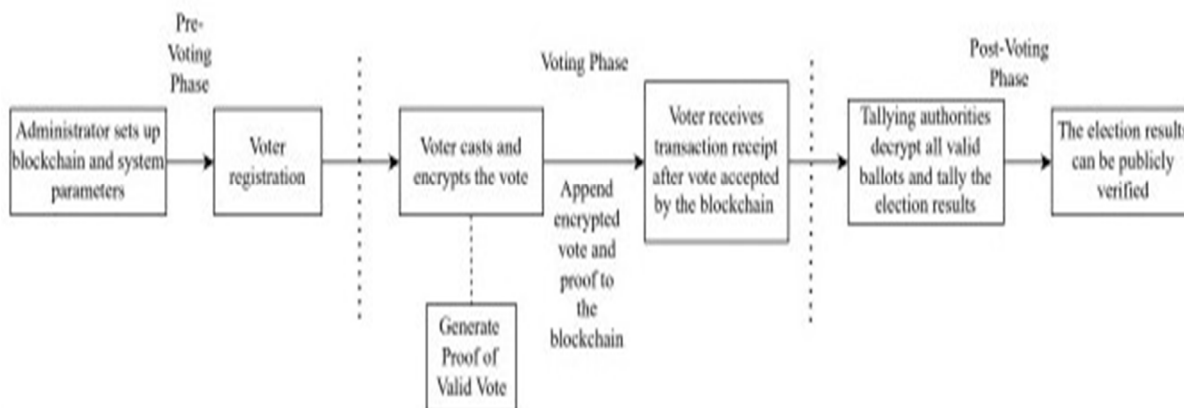 Pre-
Voting
Phase
Administrator sets up
blockchain and system
parameters
Voter
registration
Voting Phase
Voter casts and
encrypts the vote
Generate
Proof of
Valid Vote
Append
encrypted
vote and
proof to
the
blockchain
Voter receives
transaction receipt
after vote accepted
by the blockchain
Post-Voting
Phase
Tallying authorities
decrypt all valid
ballots and tally the
election results
The election results
can be publicly
verified